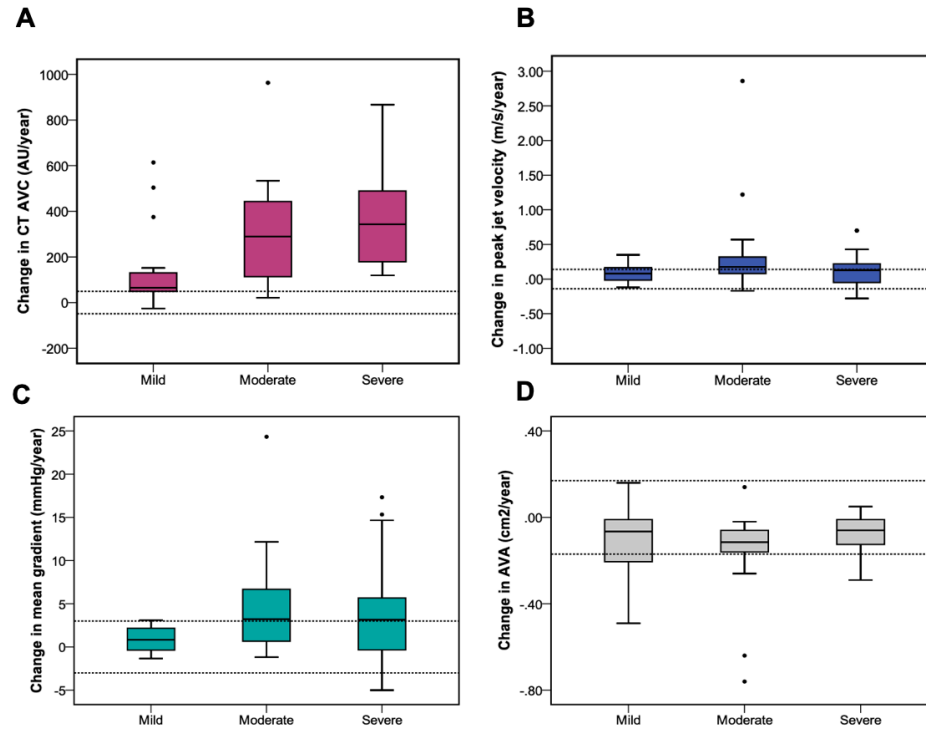 A
Change in CT AVC (AU/year)
1000
800
600
400
200
0
-200
Mild Moderate Severe
B
Change in peak jet velocity (m/s/year)
3.00
2.50
2.00
1.50
1.00
.50
.00
-.50
-1.00
Mild Moderate Severe
C
Change in mean gradient (mmHg/year)
25
20
15
10
5
0
-5
Mild Moderate Severe
D
Change in AVA (cm2/year)
.40
.00
-.40
-.80
Mild Moderate Severe